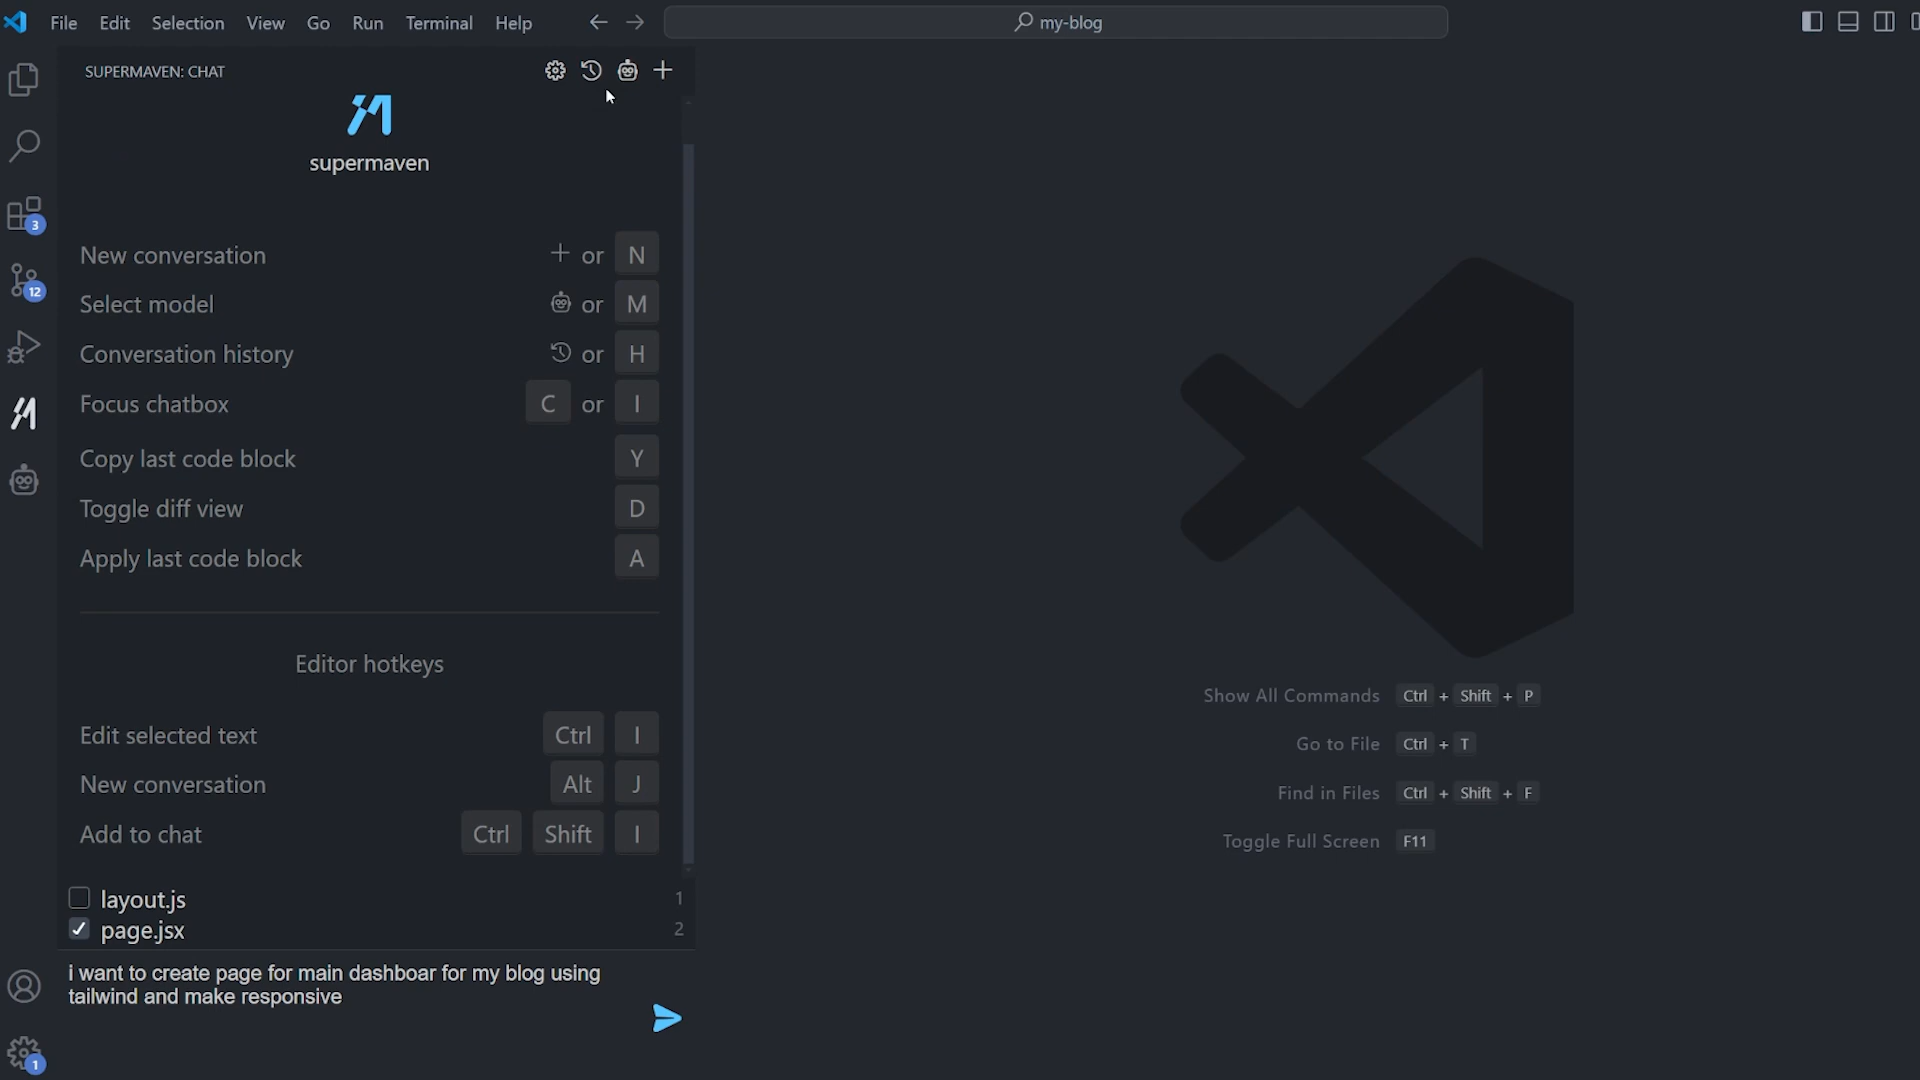 File Edit Selection View Go Run Terminal Help
my-blog
SUPERMAVEN: CHAT
supermaven
New conversation + or N
Select model or M
Conversation history or H
Focus chatbox C or I
Copy last code block Y
Toggle diff view D
Apply last code block A
Editor hotkeys
Edit selected text Ctrl I
New conversation Alt J
Add to chat Ctrl Shift I
layout.js 1
page.jsx 2
i want to create page for main dashboar for my blog using
tailwind and make responsive
3
12
1
Show All Commands Ctrl + Shift + P
Go to File Ctrl + T
Find in Files Ctrl + Shift + F
Toggle Full Screen F11